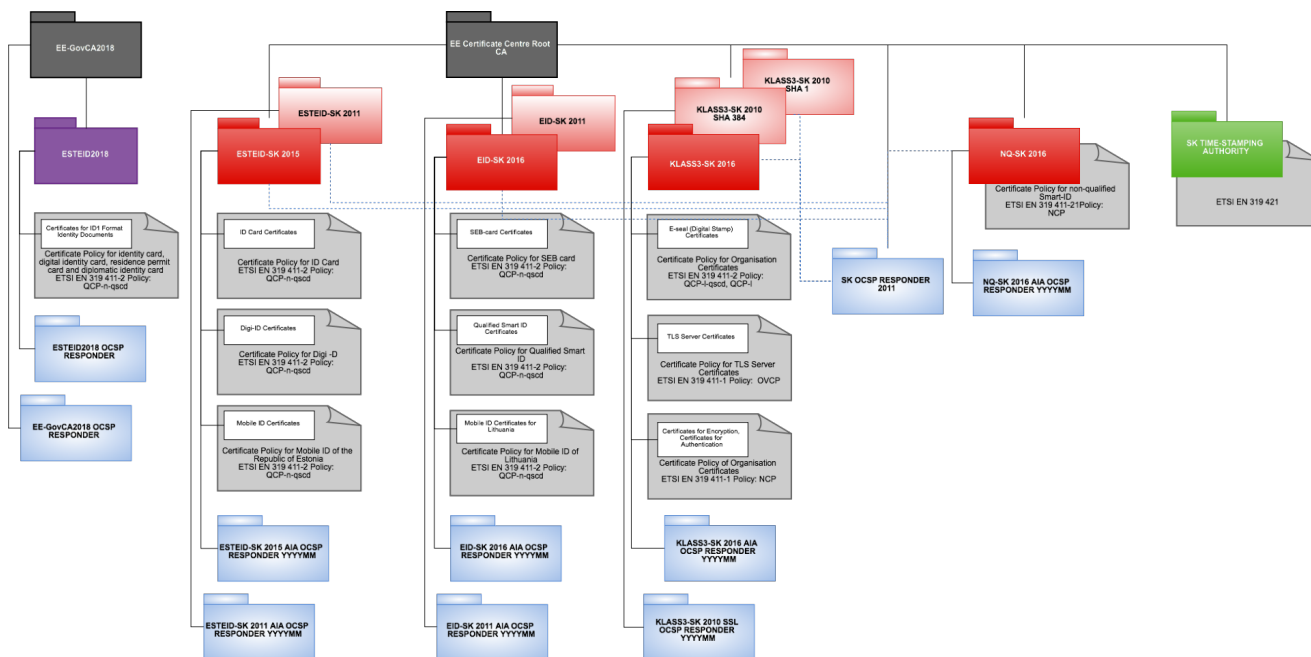 EE-GovCA2018
ESTEID2018
Certificates for ID1 Format
Identity Documents
Certificate Policy for identity card,
digital identity card, residence permit
card and diplomatic identity card
ETSI EN 319 411-2 Policy:
QCP-n-qscd
ESTEID2018 OCSP
RESPONDER
EE-GovCA2018 OCSP
RESPONDER
EE Certificate Centre Root
CA
ESTEID-SK 2011
ESTEID-SK 2015
ID Card Certificates
Certificate Policy for ID Card
ETSI EN 319 411-2 Policy:
QCP-n-qscd
Digi-ID Certificates
Certificate Policy for Digi -D
ETSI EN 319 411-2 Policy:
QCP-n-qscd
Mobile ID Certificates
Certificate Policy for Mobile ID of the
Republic of Estonia
ETSI EN 319 411-2 Policy:
QCP-n-qscd
ESTEID-SK 2015 AIA OCSP
RESPONDER YYYYMM
ESTEID-SK 2011 AIA OCSP
RESPONDER YYYYMM
EID-SK 2011
EID-SK 2016
SEB-card Certificates
Certificate Policy for SEB card
ETSI EN 319 411-2 Policy:
QCP-n-qscd
Qualified Smart ID
Certificates
Certificate Policy for Qualified Smart
ID
ETSI EN 319 411-2 Policy:
QCP-n-qscd
Mobile ID Certificates for
Lithuania
Certificate Policy for Mobile ID of
Lithuania
ETSI EN 319 411-2 Policy:
QCP-n-qscd
EID-SK 2016 AIA OCSP
RESPONDER YYYYMM
EID-SK 2011 AIA OCSP
RESPONDER YYYYMM
KLASS3-SK 2010
SHA 1
KLASS3-SK 2010
SHA 384
KLASS3-SK 2016
E-seal (Digital Stamp)
Certificates
Certificate Policy for Organisation
Certificates
ETSI EN 319 411-2 Policy:
QCP-l-qscd, QCP-l
TLS Server Certificates
Certificate Policy for TLS Server
Certificates
ETSI EN 319 411-1 Policy: OVCP
Certificates for Encryption,
Certificates for
Authentication
Certificate Policy of Organisation
Certificates
ETSI EN 319 411-1 Policy: NCP
KLASS3-SK 2016 AIA
OCSP RESPONDER
YYYYMM
KLASS3-SK 2010 SSL
OCSP RESPONDER
YYYYMM
SK OCSP RESPONDER
2011
NQ-SK 2016
Certificate Policy for non-qualified
Smart-ID
ETSI EN 319 411-21Policy:
NCP
NQ-SK 2016 AIA OCSP
RESPONDER YYYYMM
SK TIME-STAMPING
AUTHORITY
ETSI EN 319 421